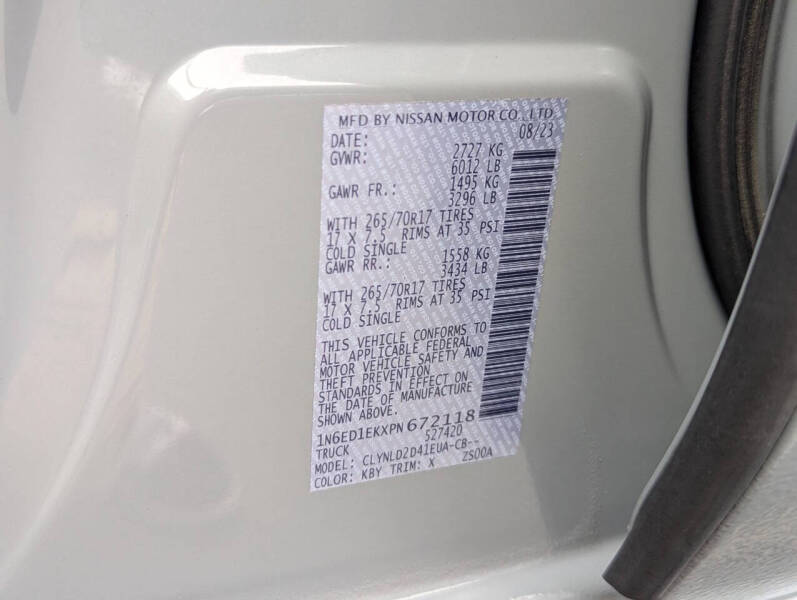 MFD BY NISSAN MOTOR CO., LTD
DATE: 08/23
GVWR: 2727 KG
6012 LB
GAWR FR.: 1495 KG
3296 LB
WITH 265/70R17 TIRES
17 X 7.5 RIMS AT 35 PSI
COLD SINGLE
GAWR RR.: 1558 KG
3434 LB
WITH 265/70R17 TIRES
17 X 7.5 RIMS AT 35 PSI
COLD SINGLE
THIS VEHICLE CONFORMS TO
ALL APPLICABLE FEDERAL
MOTOR VEHICLE SAFETY AND
THEFT PREVENTION
STANDARDS IN EFFECT ON
THE DATE OF MANUFACTURE
SHOWN ABOVE.
1N6ED1EKXPN672118
TRUCK 527420
MODEL: CLYNLD2D41EUA-CB--
COLOR: KBY TRIM: X ZS00A